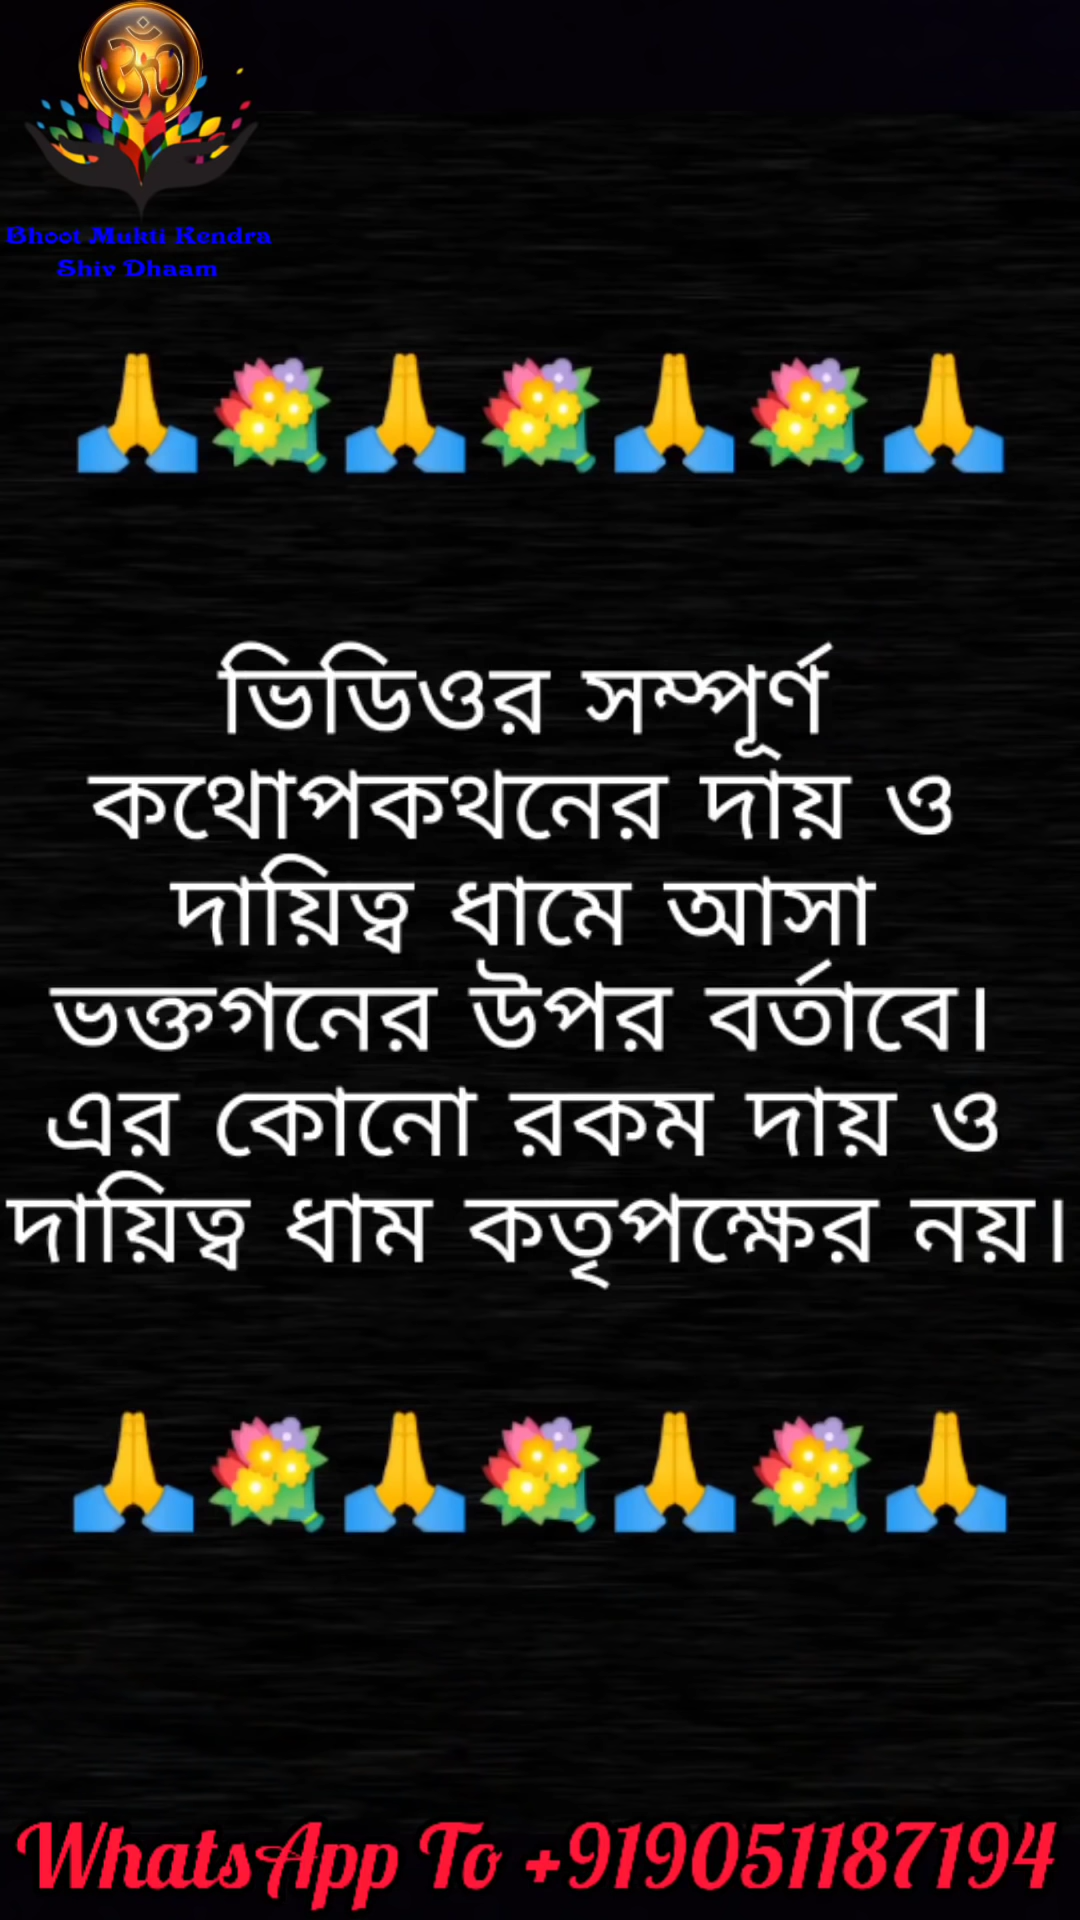 Bhoot Mukti Kendra
Shiv Dhaam
🙏💐🙏💐🙏💐🙏
ভিডিওর সম্পূর্ণ
কথোপকথনের দায় ও
দায়িত্ব ধামে আসা
ভক্তগনের উপর বর্তাবে।
এর কোনো রকম দায় ও
দায়িত্ব ধাম কতৃপক্ষের নয়।
🙏💐🙏💐🙏💐🙏
WhatsApp To +919051187194